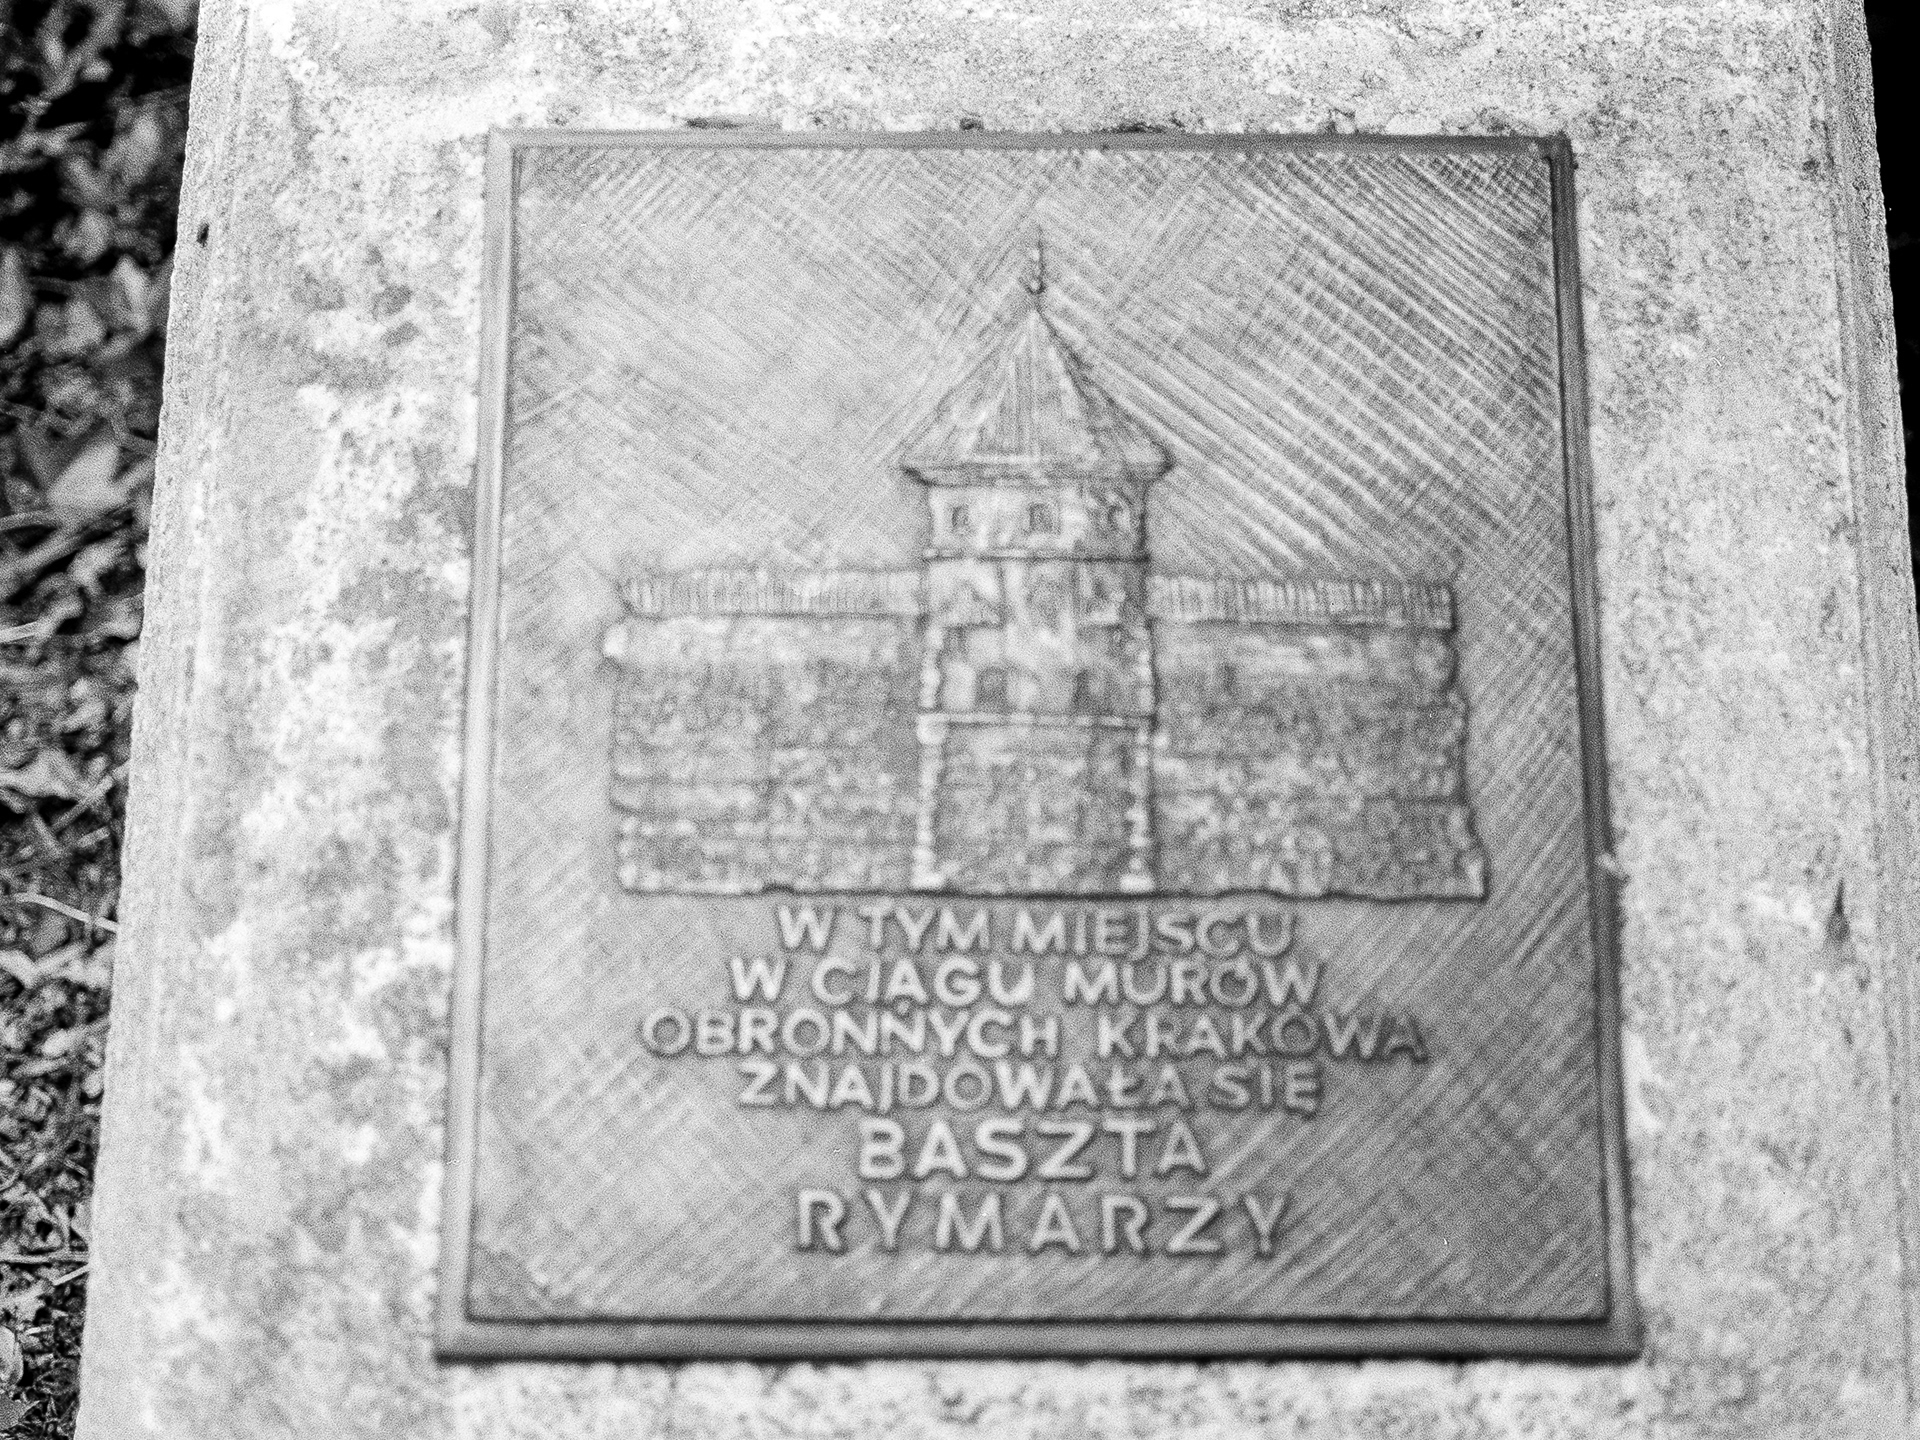 W TYM MIEJSCU
W CIĄGU MURÓW
OBRONNYCH KRAKOWA
ZNAJDOWAŁA SIĘ
BASZTA
RYMARZY